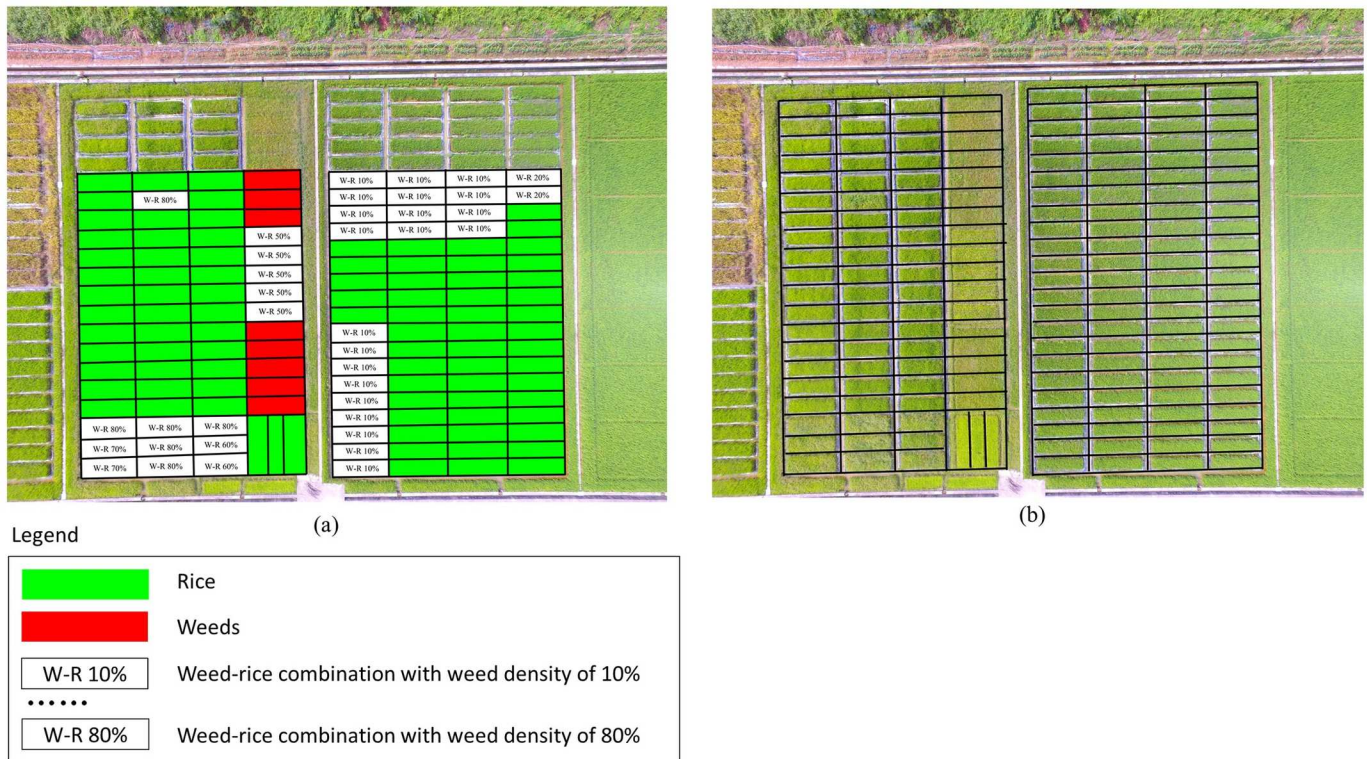 W-R 80%
W-R 50%
W-R 50%
W-R 50%
W-R 50%
W-R 50%
W-R 80% W-R 80% W-R 80%
W-R 70% W-R 80% W-R 60%
W-R 70% W-R 80% W-R 60%
W-R 10% W-R 10% W-R 10% W-R 20%
W-R 10% W-R 10% W-R 10% W-R 20%
W-R 10% W-R 10% W-R 10%
W-R 10% W-R 10% W-R 10%
W-R 10%
W-R 10%
W-R 10%
W-R 10%
W-R 10%
W-R 10%
W-R 10%
W-R 10%
W-R 10%
(a)
(b)
Legend
Rice
Weeds
W-R 10% Weed-rice combination with weed density of 10%
......
W-R 80% Weed-rice combination with weed density of 80%